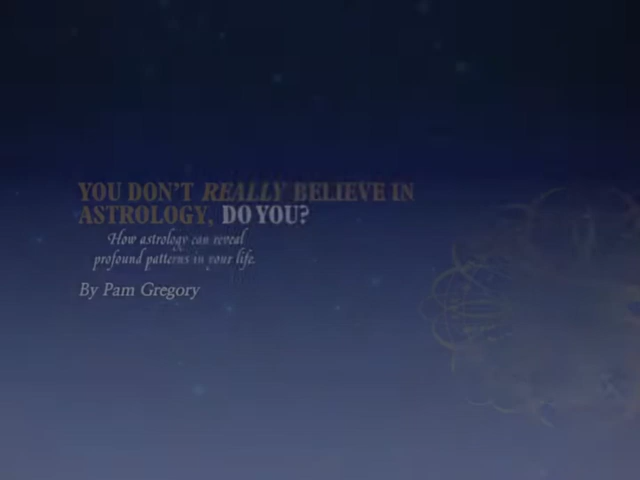 YOU DON'T REALLY BELIEVE IN
ASTROLOGY, DO YOU?
How astrology can reveal
profound patterns in your life.
By Pam Gregory